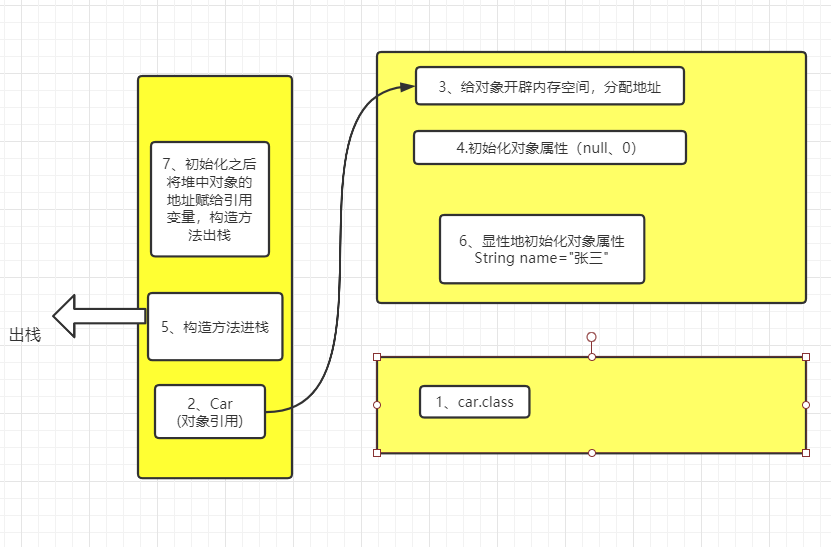 3、给对象开辟内存空间，分配地址
4.初始化对象属性（null、0）
7、初始化之后
将堆中对象的
地址赋给引用
变量，构造方
法出栈
6、显性地初始化对象属性
String name="张三"
5、构造方法进栈
出栈
2、Car
(对象引用)
1、car.class